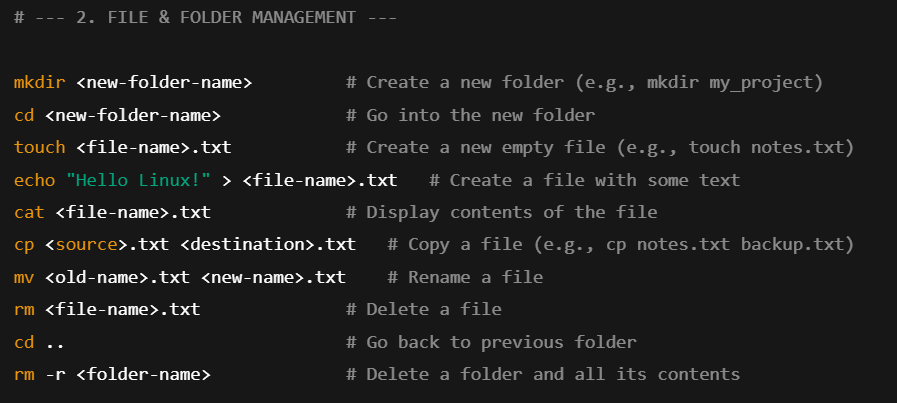 # --- 2. FILE & FOLDER MANAGEMENT ---
mkdir <new-folder-name> # Create a new folder (e.g., mkdir my_project)
cd <new-folder-name> # Go into the new folder
touch <file-name>.txt # Create a new empty file (e.g., touch notes.txt)
echo "Hello Linux!" > <file-name>.txt # Create a file with some text
cat <file-name>.txt # Display contents of the file
cp <source>.txt <destination>.txt # Copy a file (e.g., cp notes.txt backup.txt)
mv <old-name>.txt <new-name>.txt # Rename a file
rm <file-name>.txt # Delete a file
cd .. # Go back to previous folder
rm -r <folder-name> # Delete a folder and all its contents